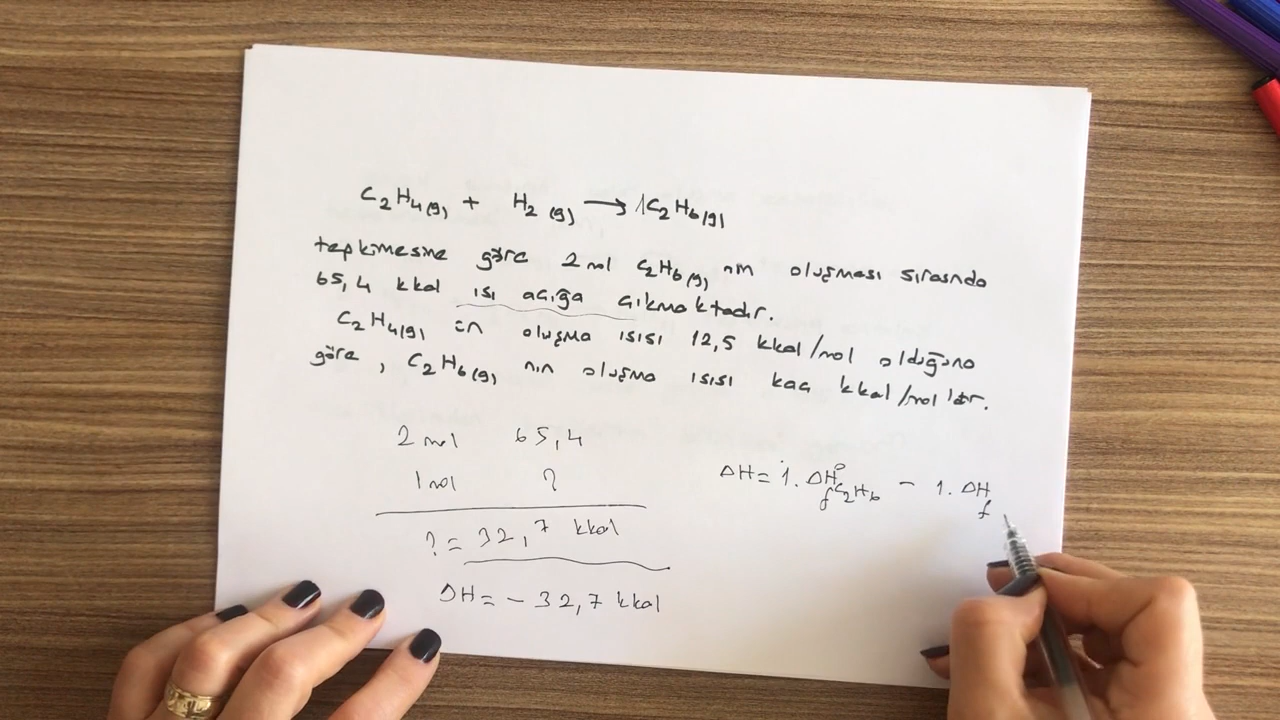 C₂H₄(g) + H₂(g) → 1C₂H₆(g)
tepkimesine göre 2 mol C₂H₆(g) nın oluşması sırasında
65,4 kkal ısı açığa çıkmaktadır.
C₂H₄(g) ün oluşma ısısı 12,5 kkal/mol olduğuna
göre, C₂H₆(g) nın oluşma ısısı kaç kkal/mol'dür.
2 mol 65,4
1 mol ?
? = 32,7 kkal
ΔH = - 32,7 kkal
ΔH = 1. ΔH°f C₂H₆ - 1. ΔHf